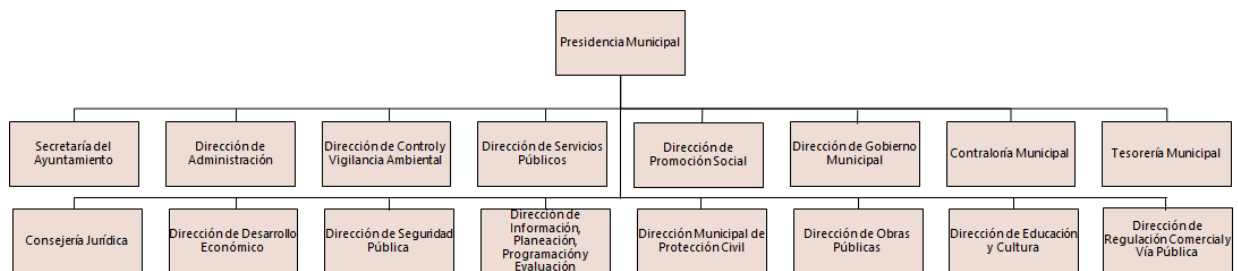 Presidencia Municipal
Secretaría del
Ayuntamiento
Dirección de
Administración
Dirección de Control y
Vigilancia Ambiental
Dirección de Servicios
Públicos
Dirección de
Promoción Social
Dirección de Gobierno
Municipal
Contraloría Municipal
Tesorería Municipal
Consejería Jurídica
Dirección de Desarrollo
Económico
Dirección de Seguridad
Pública
Dirección de
Información,
Planeación,
Programación y
Evaluación
Dirección Municipal de
Protección Civil
Dirección de Obras
Públicas
Dirección de Educación
y Cultura
Dirección de
Regulación Comercial y
Vía Pública